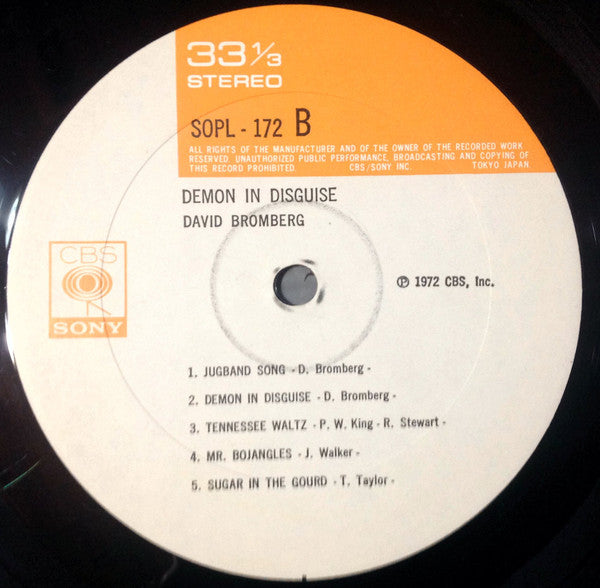 33 1/3
STEREO
SOPL - 172 B
ALL RIGHTS OF THE MANUFACTURER AND OF THE OWNER OF THE RECORDED WORK
RESERVED. UNAUTHORIZED PUBLIC PERFORMANCE, BROADCASTING AND COPYING OF
THIS RECORD PROHIBITED. CBS/SONY INC. TOKYO JAPAN.
DEMON IN DISGUISE
DAVID BROMBERG
CBS
SONY
℗ 1972 CBS, Inc.
1. JUGBAND SONG - D. Bromberg -
2. DEMON IN DISGUISE - D. Bromberg -
3. TENNESSEE WALTZ - P. W. King - R. Stewart -
4. MR. BOJANGLES - J. Walker -
5. SUGAR IN THE GOURD - T. Taylor -